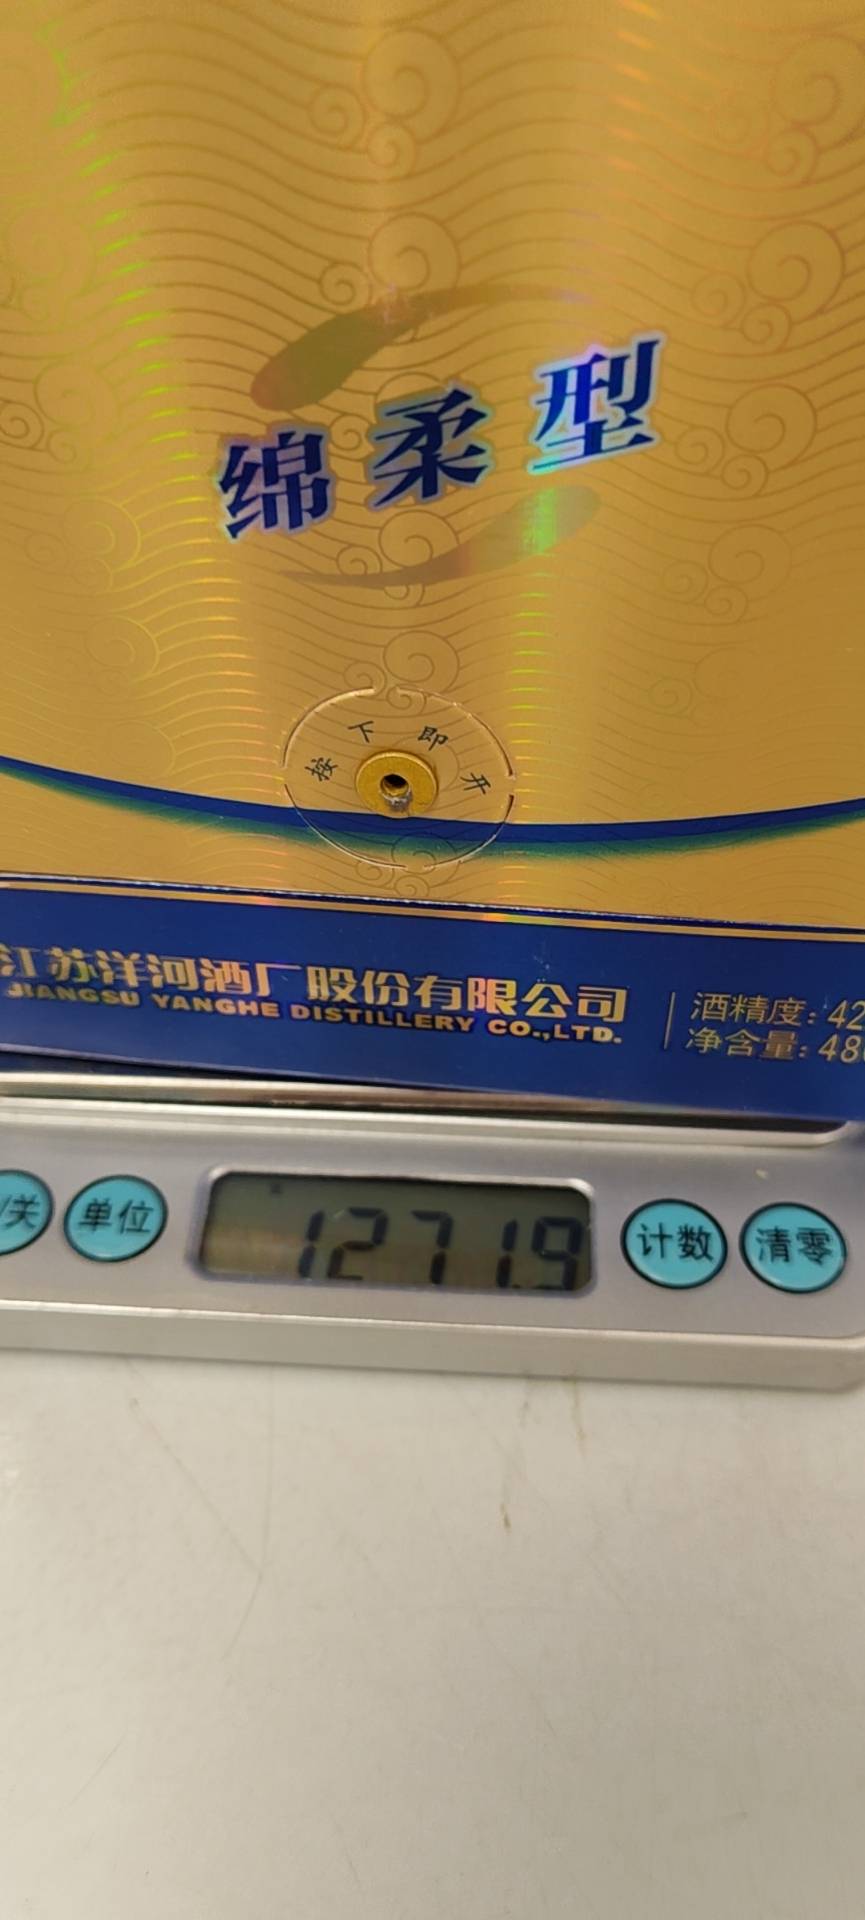 绵柔型
按下即开
江苏洋河酒厂股份有限公司
JIANGSU YANGHE DISTILLERY CO.,LTD.
酒精度:42
净含量:48
/关
单位
1271.9
计数
清零